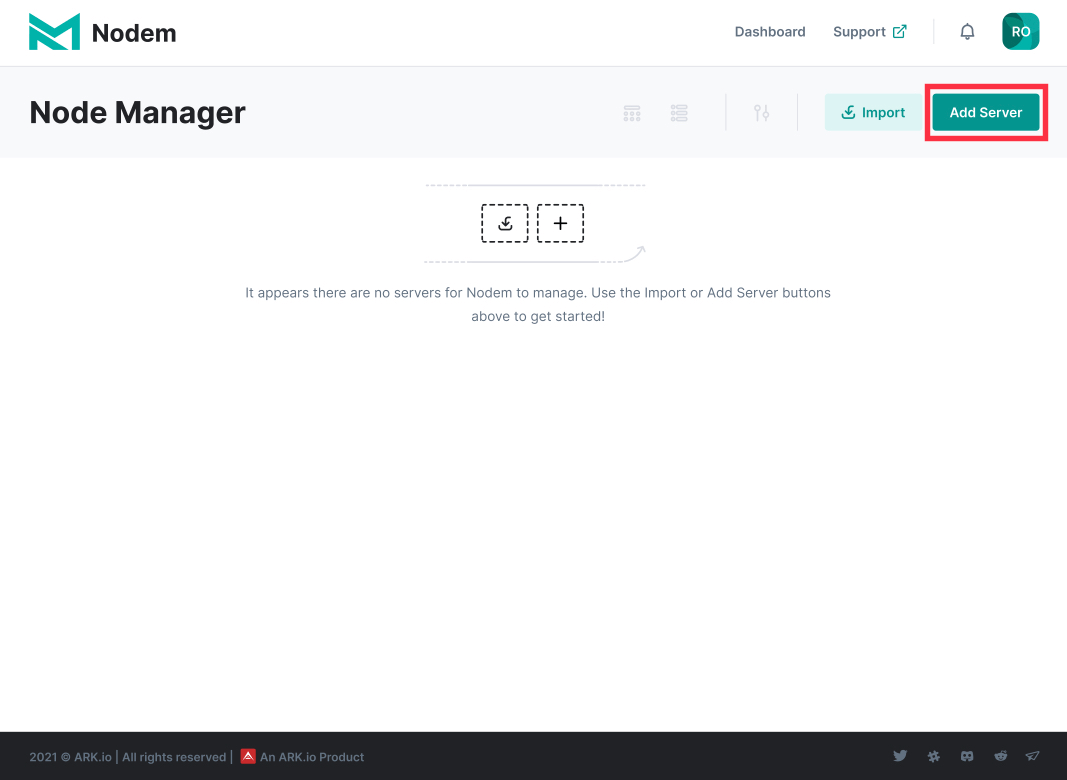 Nodem
Dashboard
Support
RO
Node Manager
Import
Add Server
It appears there are no servers for Nodem to manage. Use the Import or Add Server buttons
above to get started!
2021 © ARK.io | All rights reserved | An ARK.io Product